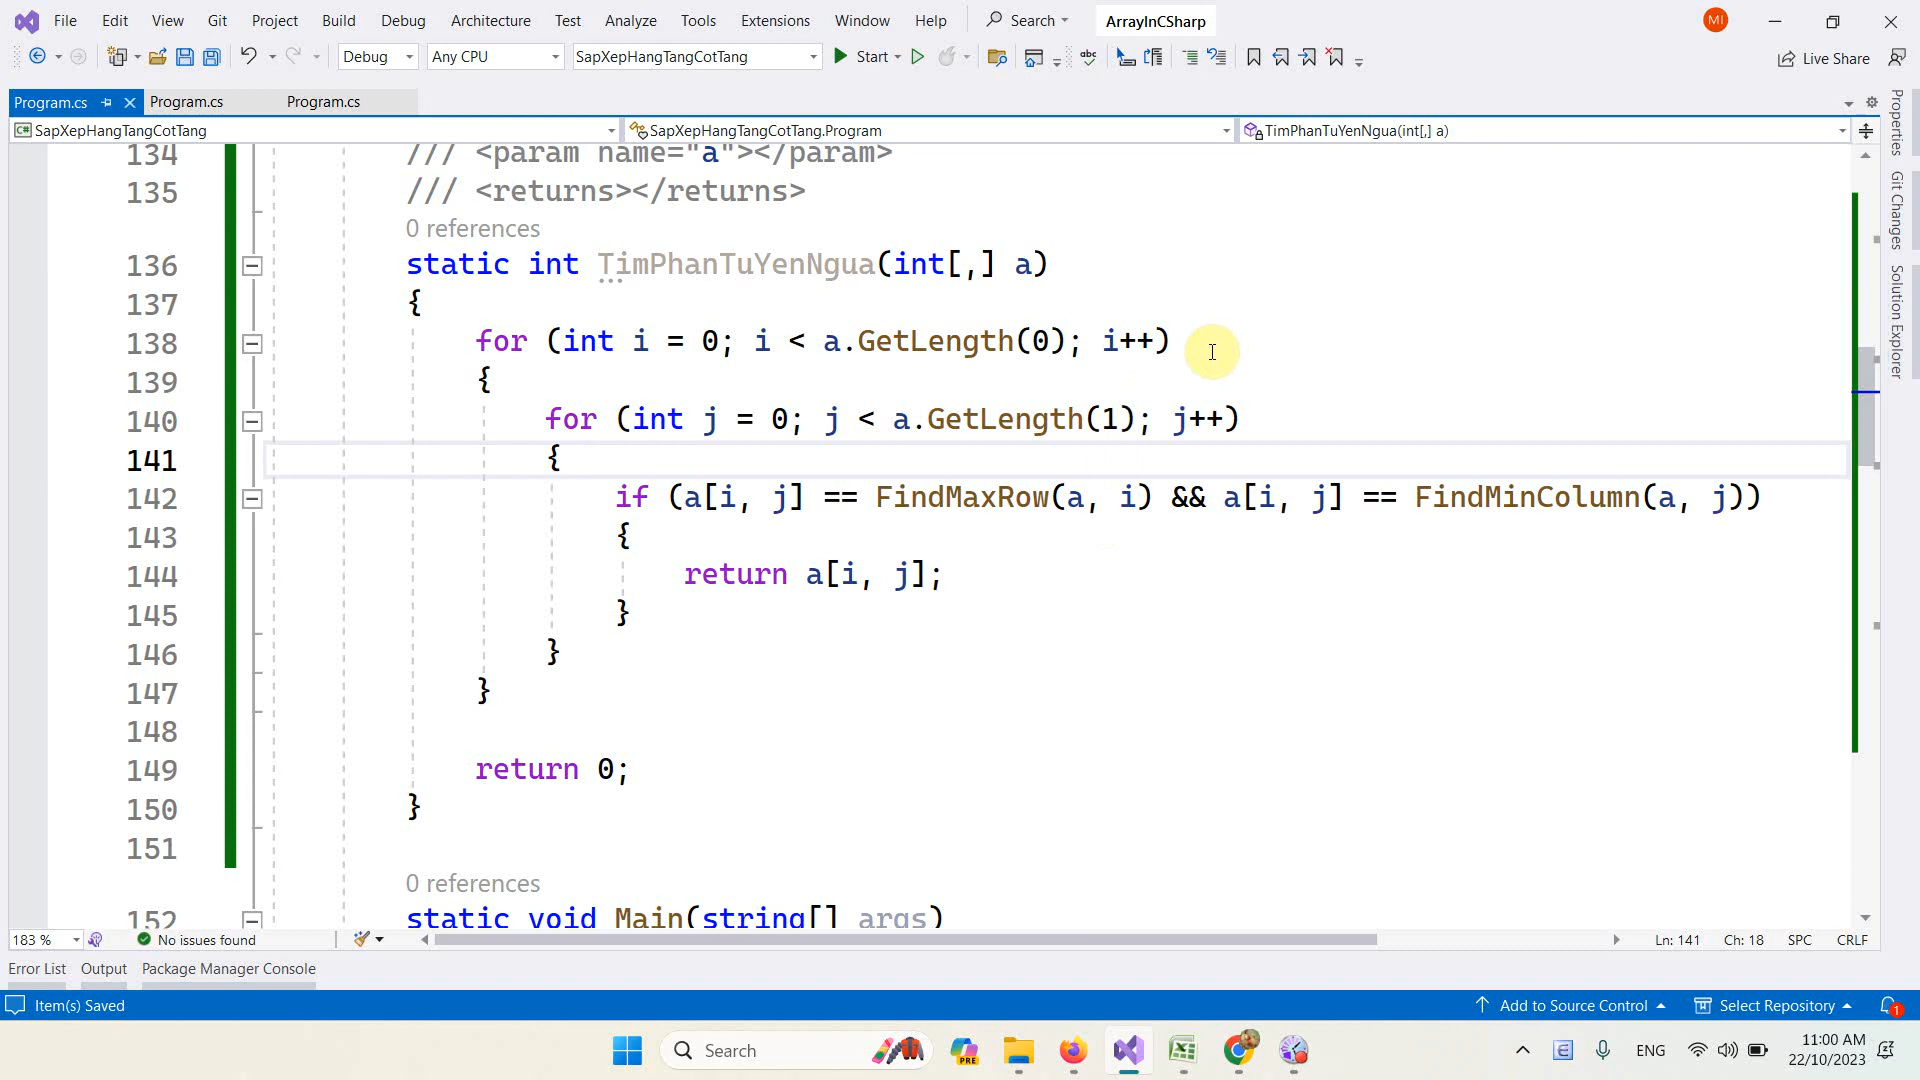 File Edit View Git Project Build Debug Architecture Test Analyze Tools Extensions Window Help Search ArrayInCSharp MI
Debug Any CPU SapXepHangTangCotTang Start Live Share
Program.cs Program.cs Program.cs
SapXepHangTangCotTang SapXepHangTangCotTang.Program TimPhanTuYenNgua(int[,] a)
134 /// <param name="a"></param>
135 /// <returns></returns>
0 references
136 static int TimPhanTuYenNgua(int[,] a)
137 {
138 for (int i = 0; i < a.GetLength(0); i++)
139 {
140 for (int j = 0; j < a.GetLength(1); j++)
141 {
142 if (a[i, j] == FindMaxRow(a, i) && a[i, j] == FindMinColumn(a, j))
143 {
144 return a[i, j];
145 }
146 }
147 }
148
149 return 0;
150 }
151
0 references
152 static void Main(string[] args)
183 % No issues found Ln: 141 Ch: 18 SPC CRLF
Error List Output Package Manager Console
Item(s) Saved Add to Source Control Select Repository 1
Search PRE ENG 11:00 AM
22/10/2023
Properties
Git Changes
Solution Explorer